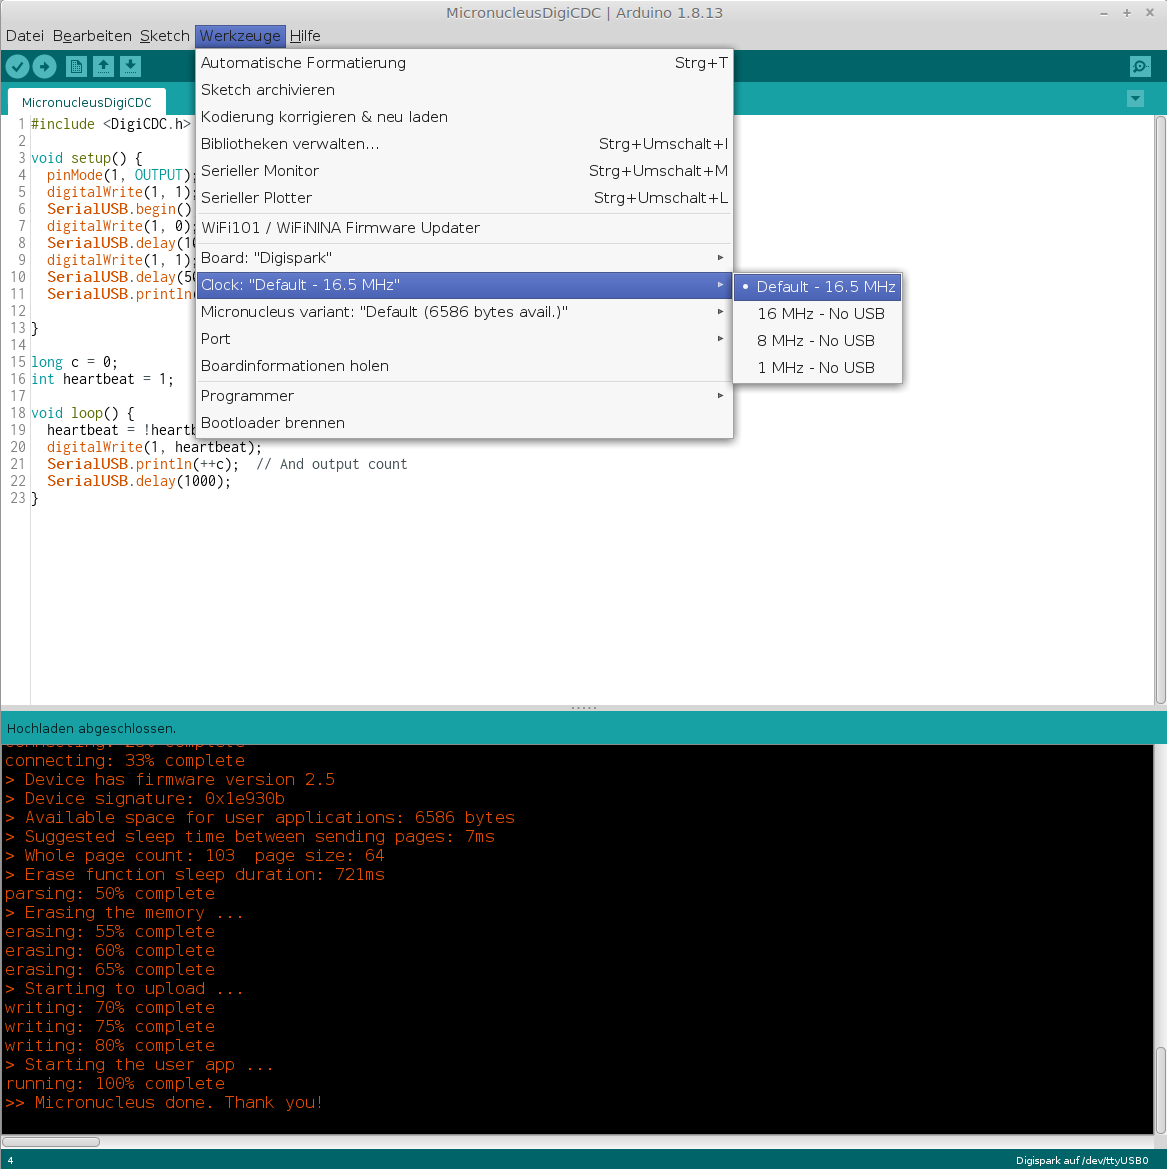 MicronucleusDigiCDC | Arduino 1.8.13
Datei Bearbeiten Sketch Werkzeuge Hilfe
MicronucleusDigiCDC
Automatische Formatierung Strg+T
Sketch archivieren
Kodierung korrigieren & neu laden
Bibliotheken verwalten... Strg+Umschalt+I
Serieller Monitor Strg+Umschalt+M
Serieller Plotter Strg+Umschalt+L
WiFi101 / WiFiNINA Firmware Updater
Board: "Digispark"
Clock: "Default - 16.5 MHz"
Micronucleus variant: "Default (6586 bytes avail.)"
Port
Boardinformationen holen
Programmer
Bootloader brennen
Default - 16.5 MHz
16 MHz - No USB
8 MHz - No USB
1 MHz - No USB
1 #include <DigiCDC.h>
2
3 void setup() {
4 pinMode(1, OUTPUT);
5 digitalWrite(1, 1);
6 SerialUSB.begin()
7 digitalWrite(1, 0);
8 SerialUSB.delay(10
9 digitalWrite(1, 1);
10 SerialUSB.delay(50
11 SerialUSB.println
12
13 }
14
15 long c = 0;
16 int heartbeat = 1;
17
18 void loop() {
19 heartbeat = !heartb
20 digitalWrite(1, heartbeat);
21 SerialUSB.println(++c); // And output count
22 SerialUSB.delay(1000);
23 }
Hochladen abgeschlossen.
connecting: 33% complete
> Device has firmware version 2.5
> Device signature: 0x1e930b
> Available space for user applications: 6586 bytes
> Suggested sleep time between sending pages: 7ms
> Whole page count: 103 page size: 64
> Erase function sleep duration: 721ms
parsing: 50% complete
> Erasing the memory ...
erasing: 55% complete
erasing: 60% complete
erasing: 65% complete
> Starting to upload ...
writing: 70% complete
writing: 75% complete
writing: 80% complete
> Starting the user app ...
running: 100% complete
>> Micronucleus done. Thank you!
4 Digispark auf /dev/ttyUSB0